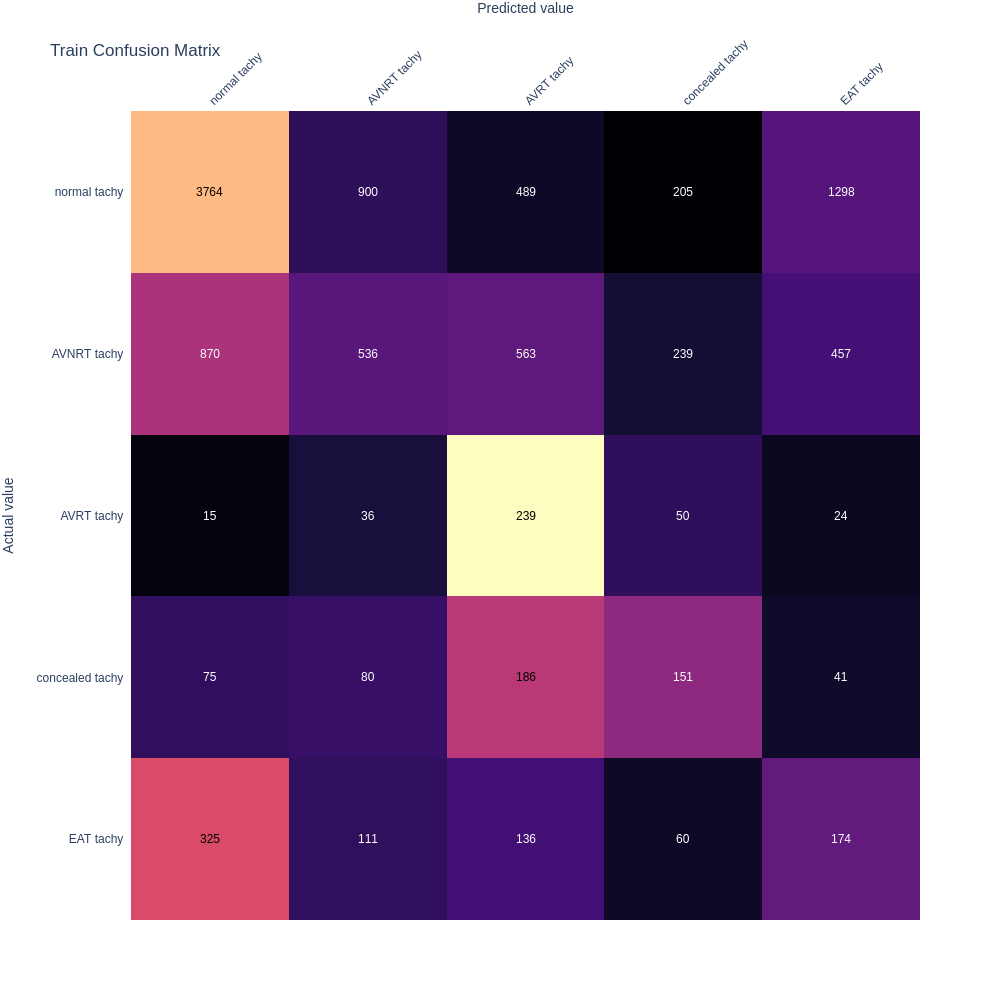 Predicted value
Train Confusion Matrix
normal tachy
AVNRT tachy
AVRT tachy
concealed tachy
EAT tachy
normal tachy 3764 900 489 205 1298
AVNRT tachy 870 536 563 239 457
Actual value
AVRT tachy 15 36 239 50 24
concealed tachy 75 80 186 151 41
EAT tachy 325 111 136 60 174